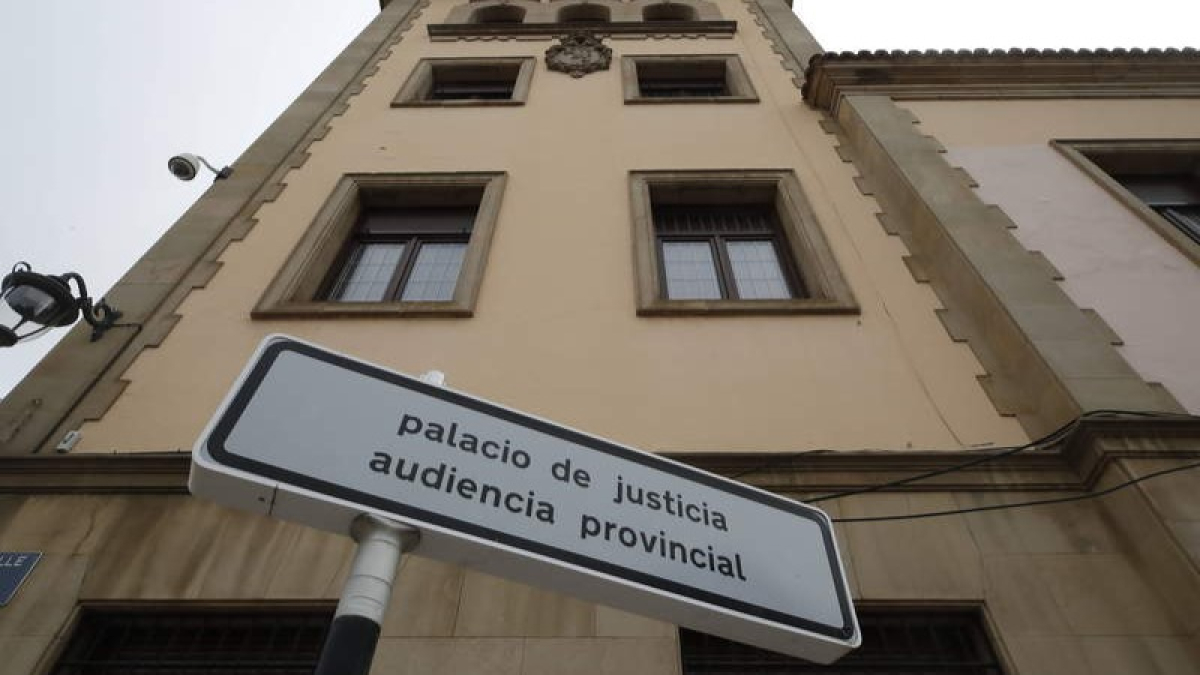 palacio de justicia
audiencia provincial